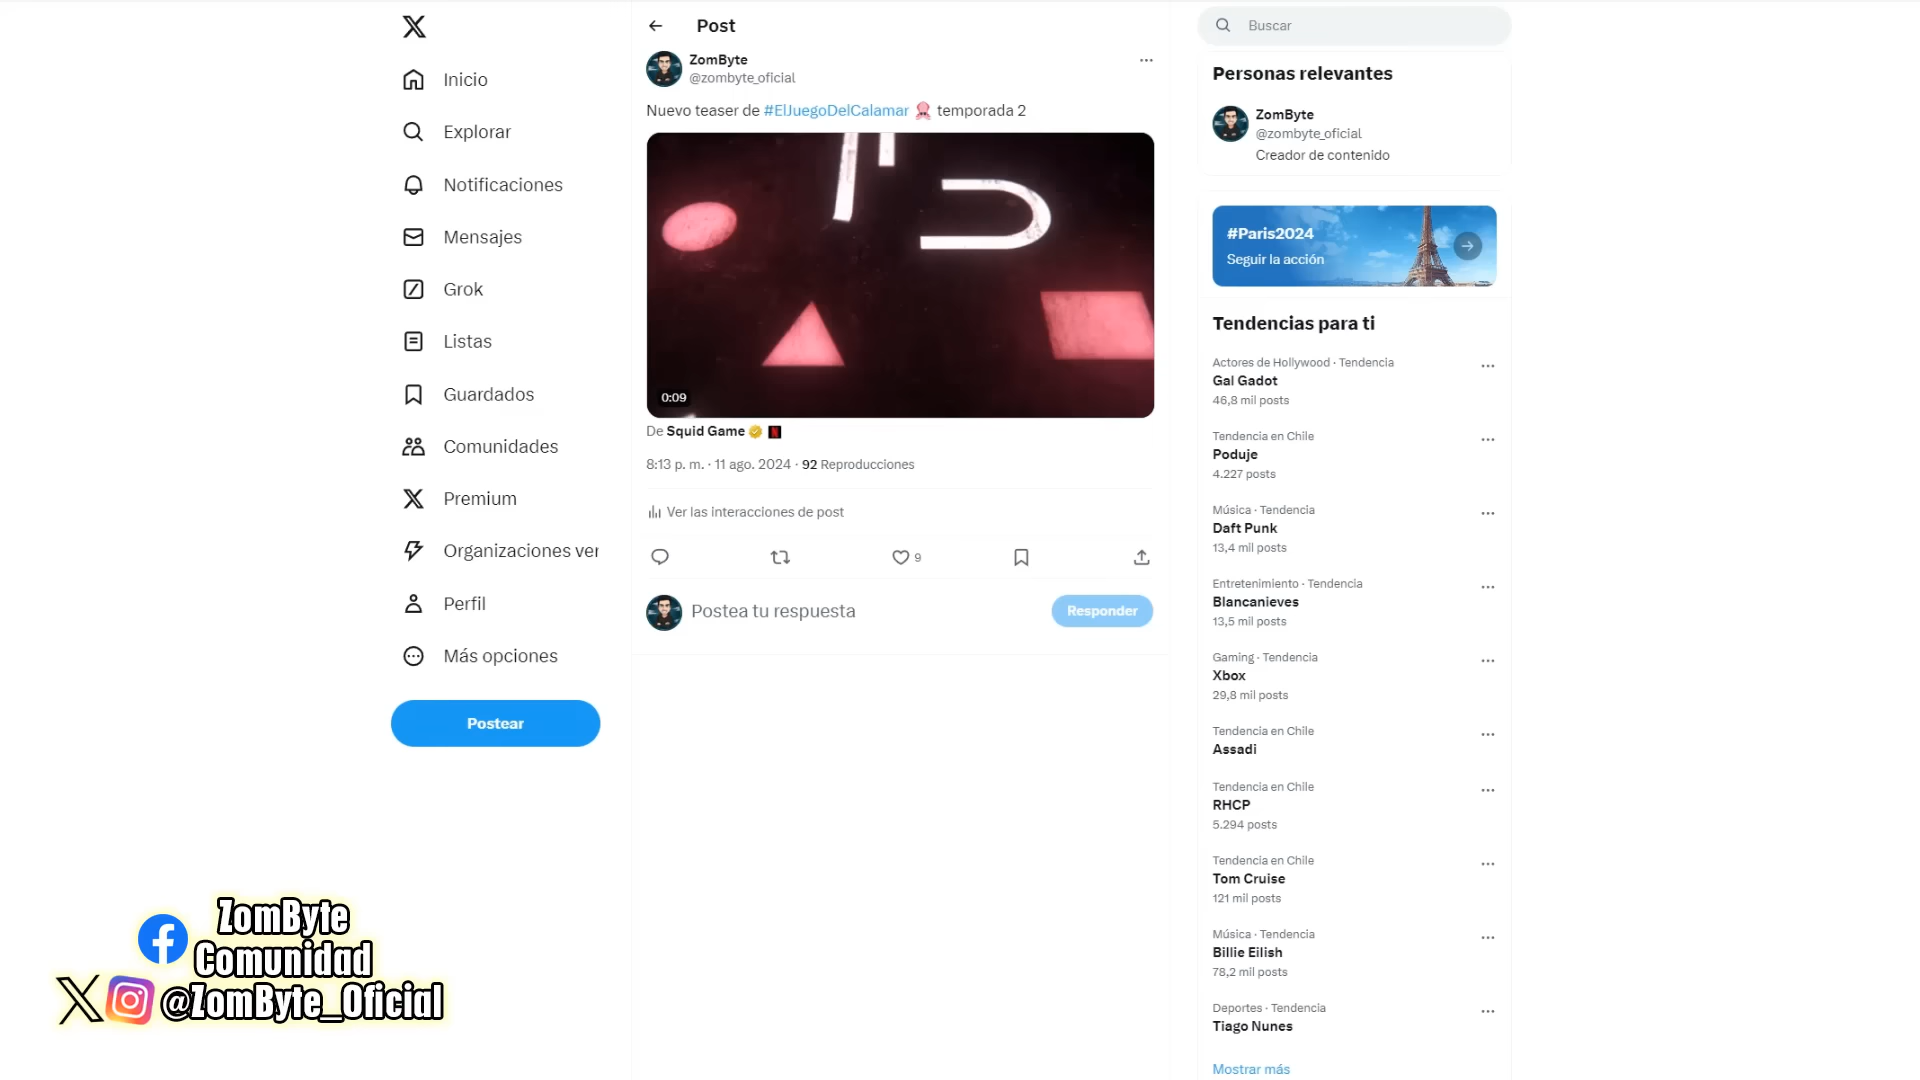 Inicio
Explorar
Notificaciones
Mensajes
Grok
Listas
Guardados
Comunidades
Premium
Organizaciones ver
Perfil
Más opciones
Postear
Post
ZomByte
@zombyte_oficial
Nuevo teaser de #ElJuegoDelCalamar temporada 2
0:09
De Squid Game
8:13 p. m. · 11 ago. 2024 · 92 Reproducciones
Ver las interacciones de post
9
Postea tu respuesta
Responder
Buscar
Personas relevantes
ZomByte
@zombyte_oficial
Creador de contenido
#Paris2024
Seguir la acción
Tendencias para ti
Actores de Hollywood · Tendencia
Gal Gadot
46,8 mil posts
Tendencia en Chile
Poduje
4.227 posts
Música · Tendencia
Daft Punk
13,4 mil posts
Entretenimiento · Tendencia
Blancanieves
13,5 mil posts
Gaming · Tendencia
Xbox
29,8 mil posts
Tendencia en Chile
Assadi
Tendencia en Chile
RHCP
5.294 posts
Tendencia en Chile
Tom Cruise
121 mil posts
Música · Tendencia
Billie Eilish
78,2 mil posts
Deportes · Tendencia
Tiago Nunes
Mostrar más
ZomByte
Comunidad
@ZomByte_Oficial